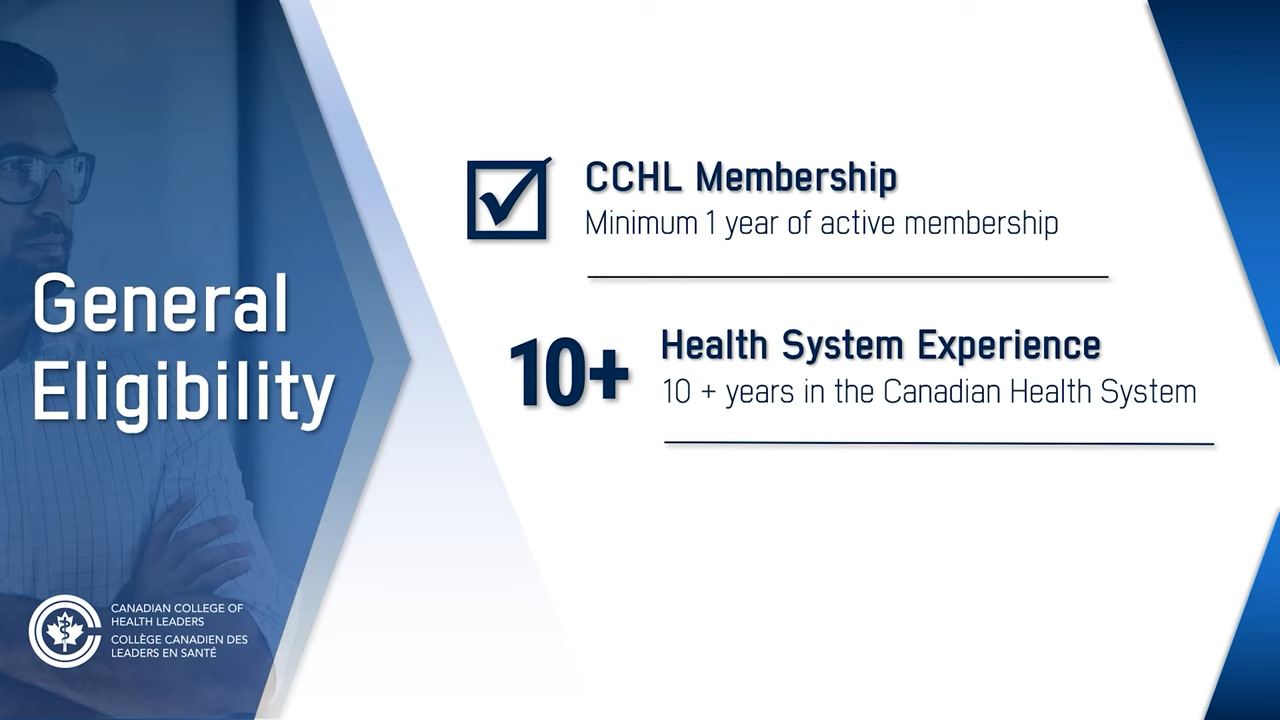 General
Eligibility
CCHL Membership
Minimum 1 year of active membership
10+
Health System Experience
10 + years in the Canadian Health System
CANADIAN COLLEGE OF
HEALTH LEADERS
COLLÈGE CANADIEN DES
LEADERS EN SANTÉ